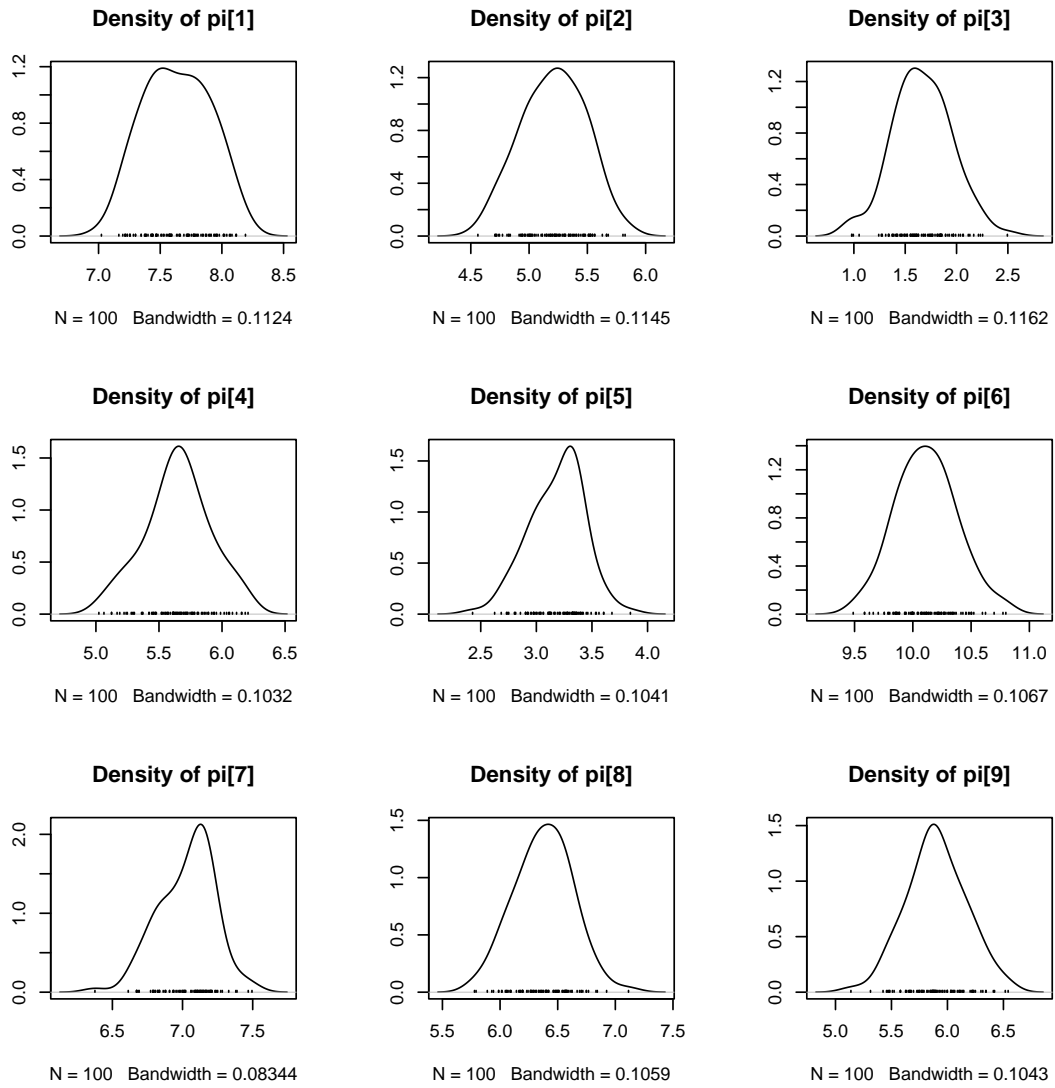 Density of pi[1]
1.2
0.8
0.4
0.0
7.0 7.5 8.0 8.5
N = 100 Bandwidth = 0.1124
Density of pi[2]
1.2
0.8
0.4
0.0
4.5 5.0 5.5 6.0
N = 100 Bandwidth = 0.1145
Density of pi[3]
1.2
0.8
0.4
0.0
1.0 1.5 2.0 2.5
N = 100 Bandwidth = 0.1162
Density of pi[4]
1.5
1.0
0.5
0.0
5.0 5.5 6.0 6.5
N = 100 Bandwidth = 0.1032
Density of pi[5]
1.5
1.0
0.5
0.0
2.5 3.0 3.5 4.0
N = 100 Bandwidth = 0.1041
Density of pi[6]
1.2
0.8
0.4
0.0
9.5 10.0 10.5 11.0
N = 100 Bandwidth = 0.1067
Density of pi[7]
2.0
1.0
0.0
6.5 7.0 7.5
N = 100 Bandwidth = 0.08344
Density of pi[8]
1.5
1.0
0.5
0.0
5.5 6.0 6.5 7.0 7.5
N = 100 Bandwidth = 0.1059
Density of pi[9]
1.5
1.0
0.5
0.0
5.0 5.5 6.0 6.5
N = 100 Bandwidth = 0.1043